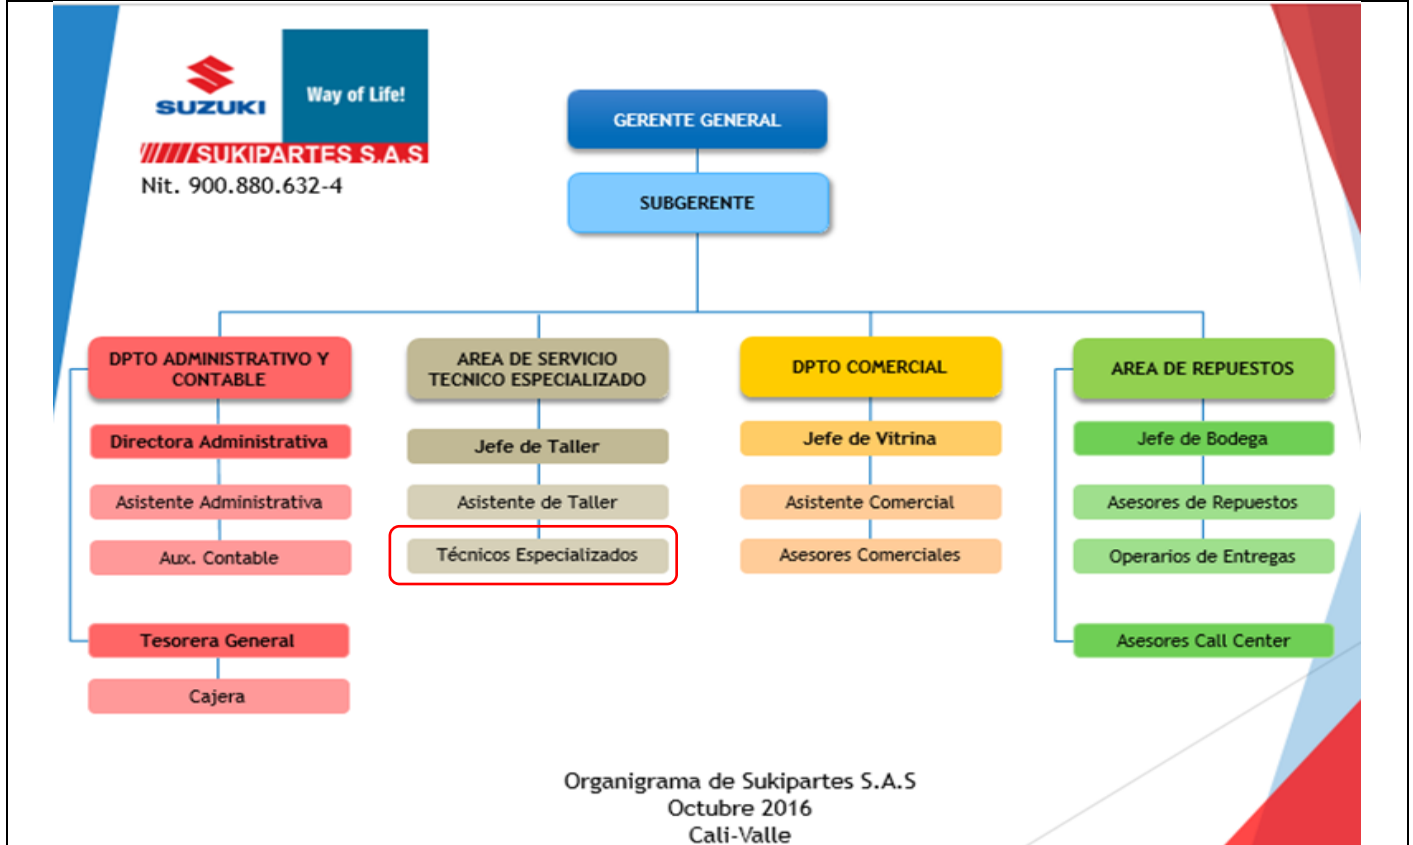 SUZUKI
Way of Life!
SUKIPARTES S.A.S
Nit. 900.880.632-4
GERENTE GENERAL
SUBGERENTE
DPTO ADMINISTRATIVO Y
CONTABLE
Directora Administrativa
Asistente Administrativa
Aux. Contable
Tesorera General
Cajera
AREA DE SERVICIO
TECNICO ESPECIALIZADO
Jefe de Taller
Asistente de Taller
Técnicos Especializados
DPTO COMERCIAL
Jefe de Vitrina
Asistente Comercial
Asesores Comerciales
AREA DE REPUESTOS
Jefe de Bodega
Asesores de Repuestos
Operarios de Entregas
Asesores Call Center
Organigrama de Sukipartes S.A.S
Octubre 2016
Cali-Valle